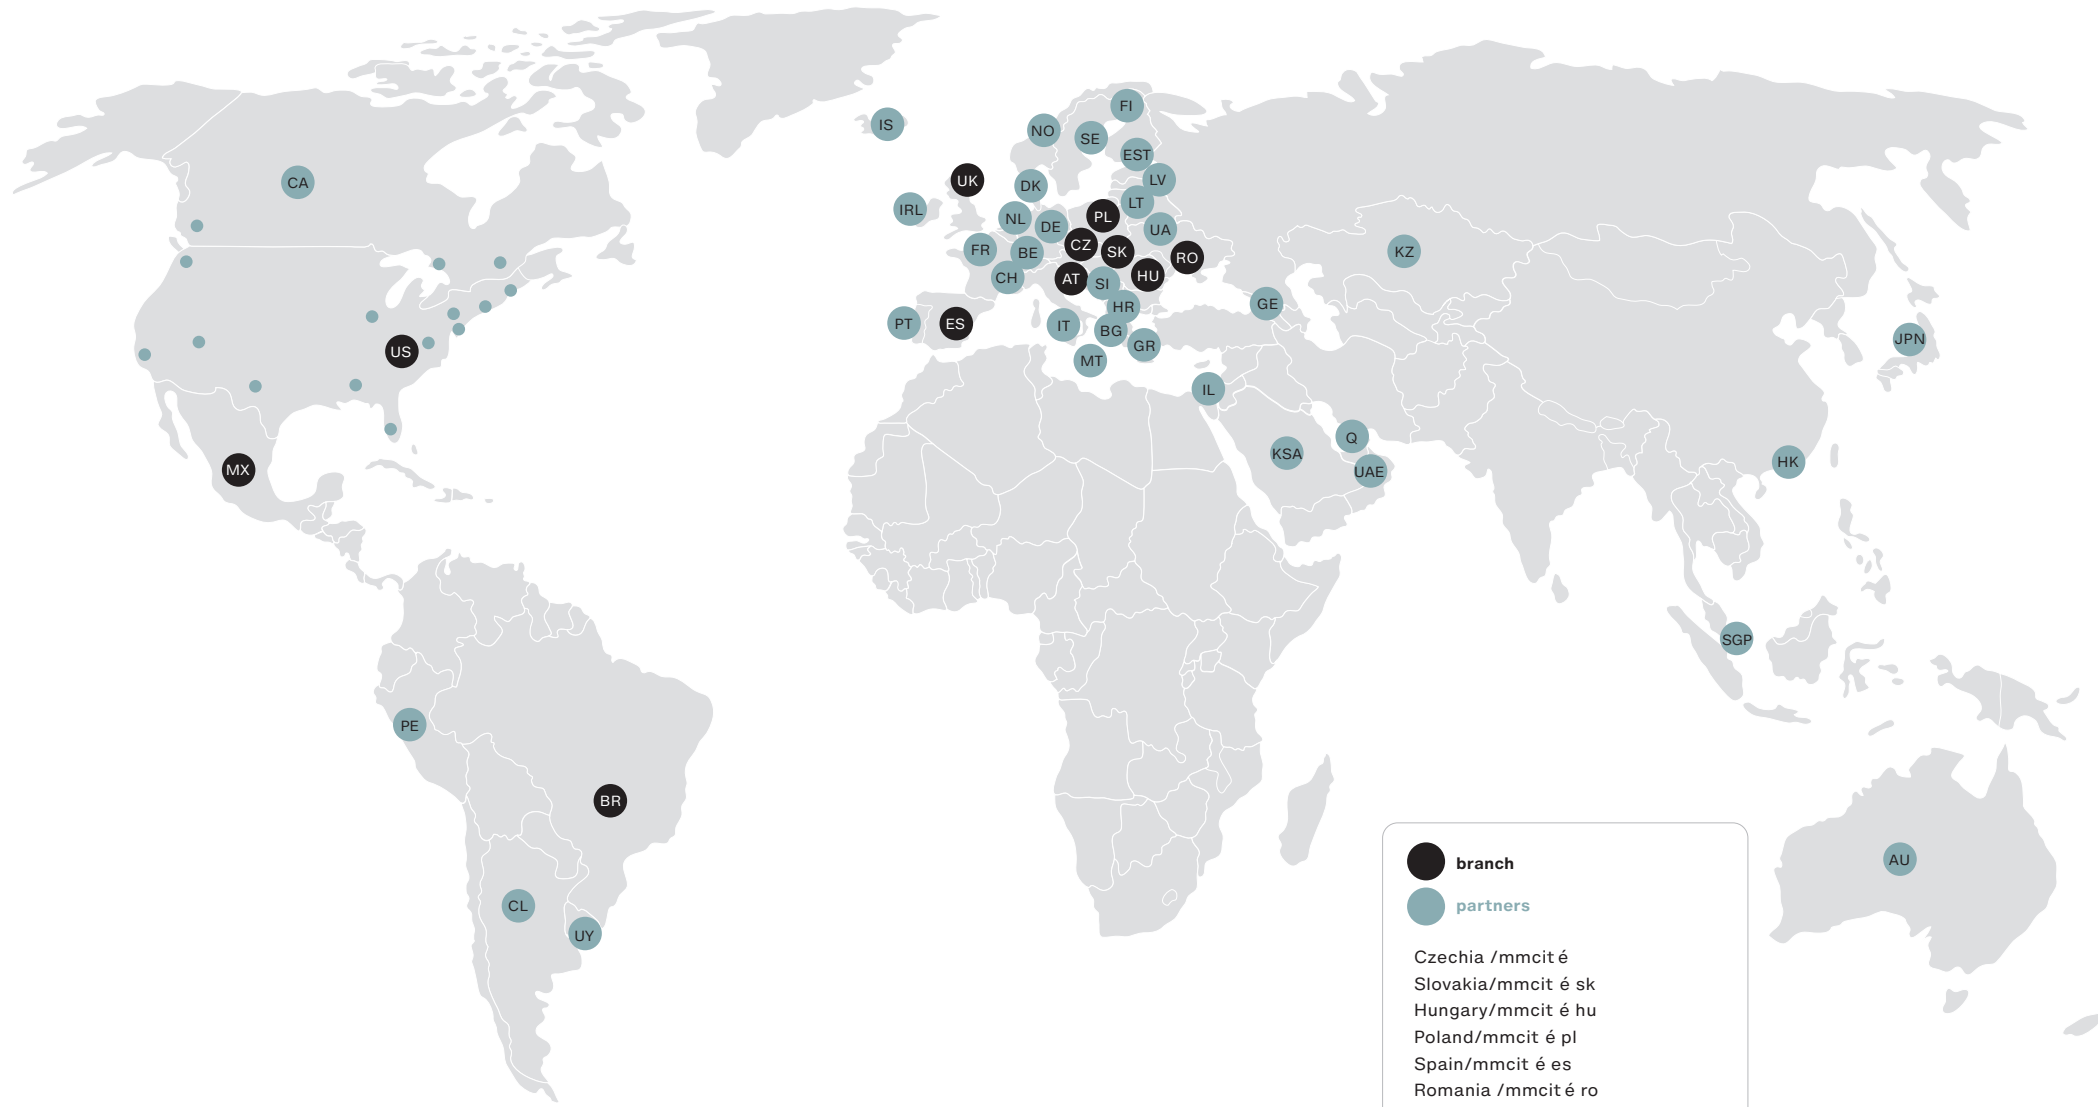 FI
IS
NO
SE
EST
UK
LV
CA
DK
LT
IRL
PL
NL
DE
UA
CZ
FR
BE
SK
RO
KZ
CH
AT
SI
HU
GE
HR
PT
ES
IT
BG
JPN
GR
US
MT
IL
Q
KSA
HK
MX
UAE
SGP
PE
BR
AU
CL
UY
branch
partners
Czechia /mmcit é
Slovakia/mmcit é sk
Hungary/mmcit é hu
Poland/mmcit é pl
Spain/mmcit é es
Romania /mmcit é ro